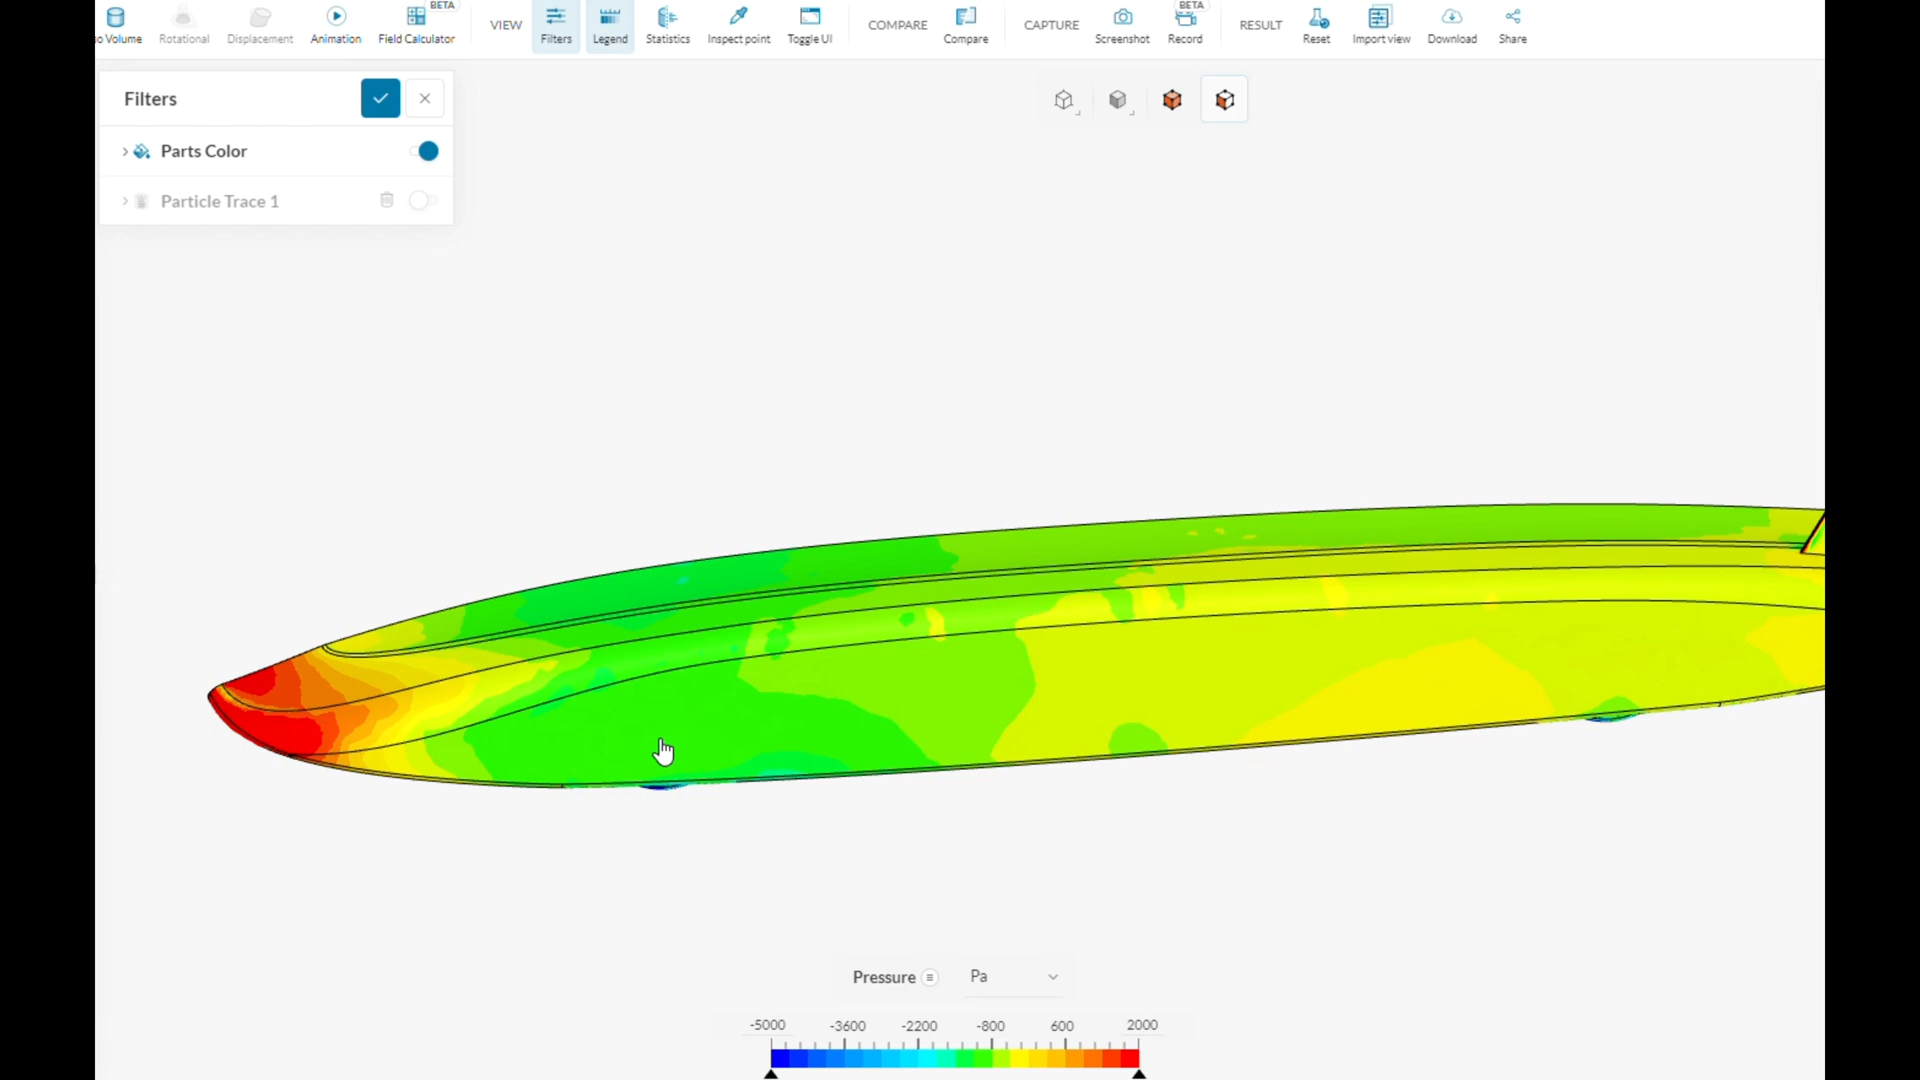 BETA
BETA
so Volume
Rotational
Displacement
Animation
Field Calculator
VIEW
Filters
Legend
Statistics
Inspect point
Toggle UI
COMPARE
Compare
CAPTURE
Screenshot
Record
RESULT
Reset
Import view
Download
Share
Filters
Parts Color
Particle Trace 1
Pressure
Pa
-5000 -3600 -2200 -800 600 2000